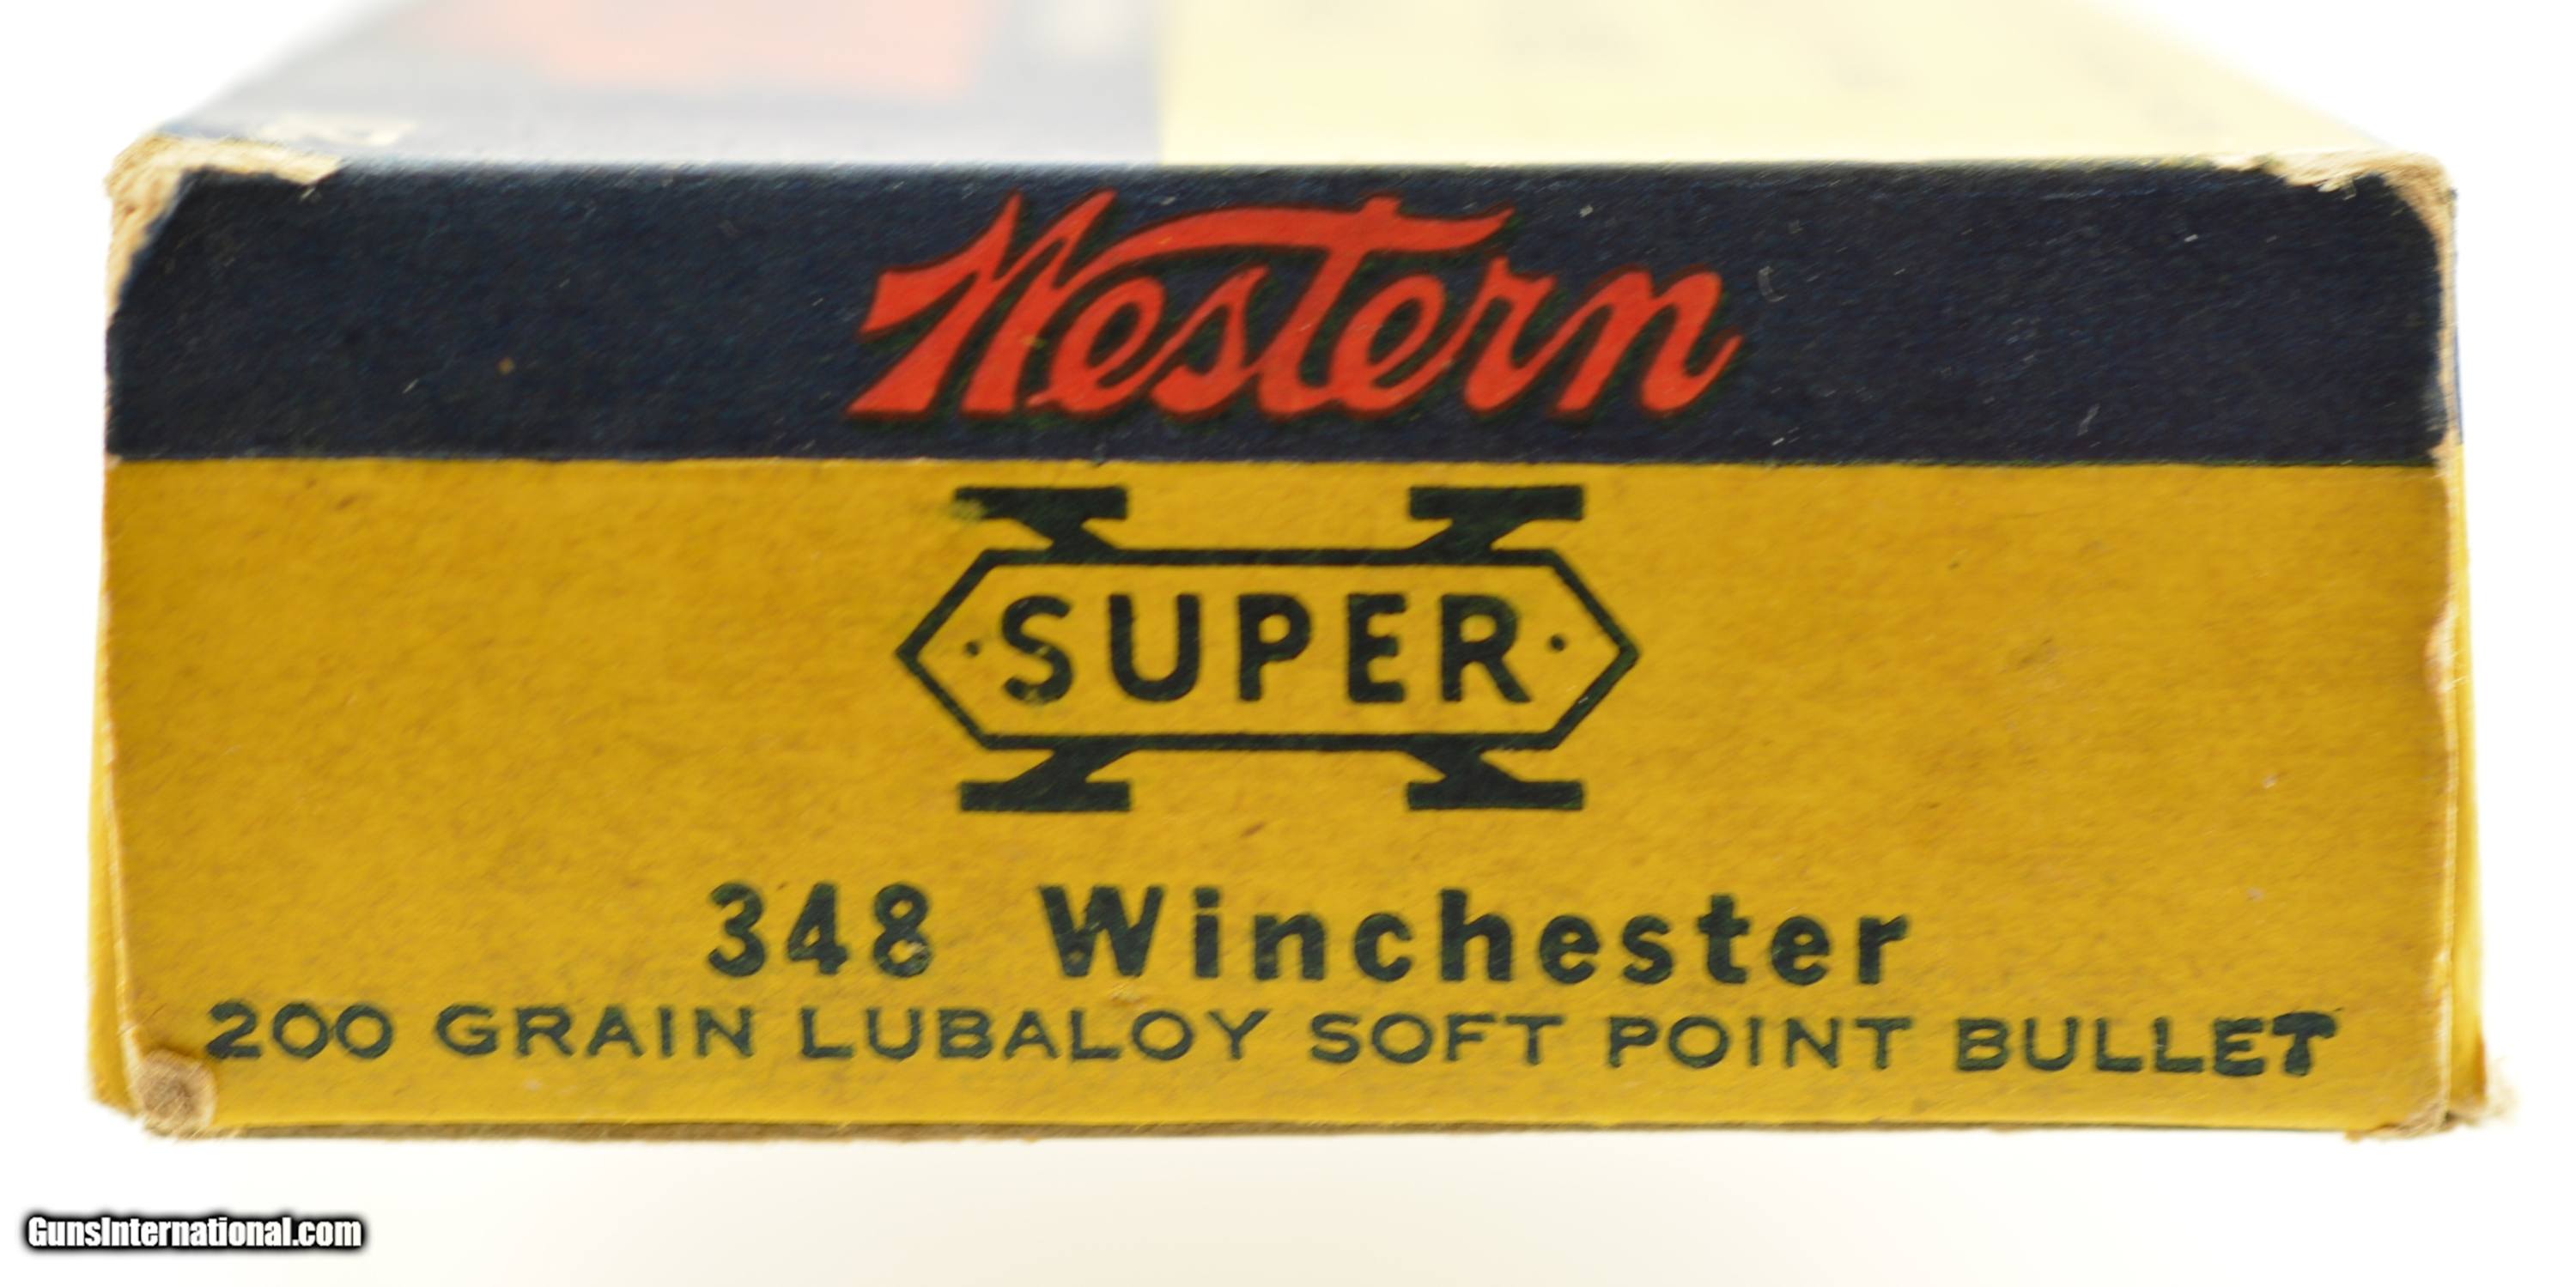 Western
·SUPER·
X
348 Winchester
200 GRAIN LUBALOY SOFT POINT BULLET
GunsInternational.com